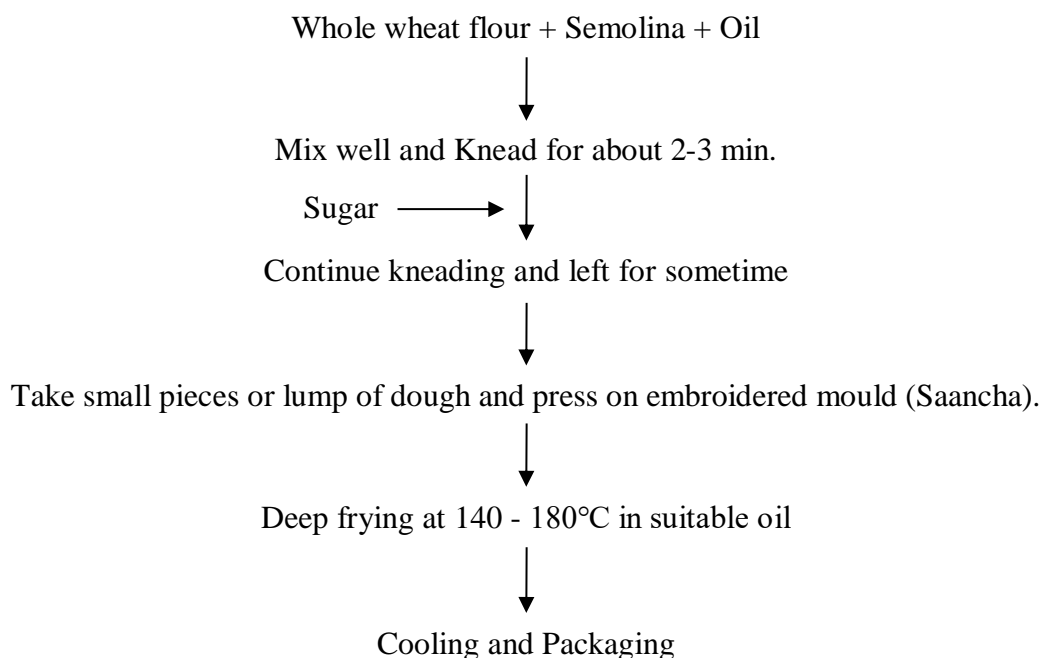 Whole wheat flour + Semolina + Oil
Mix well and Knead for about 2-3 min.
Sugar
Continue kneading and left for sometime
Take small pieces or lump of dough and press on embroidered mould (Saancha).
Deep frying at 140 - 180°C in suitable oil
Cooling and Packaging